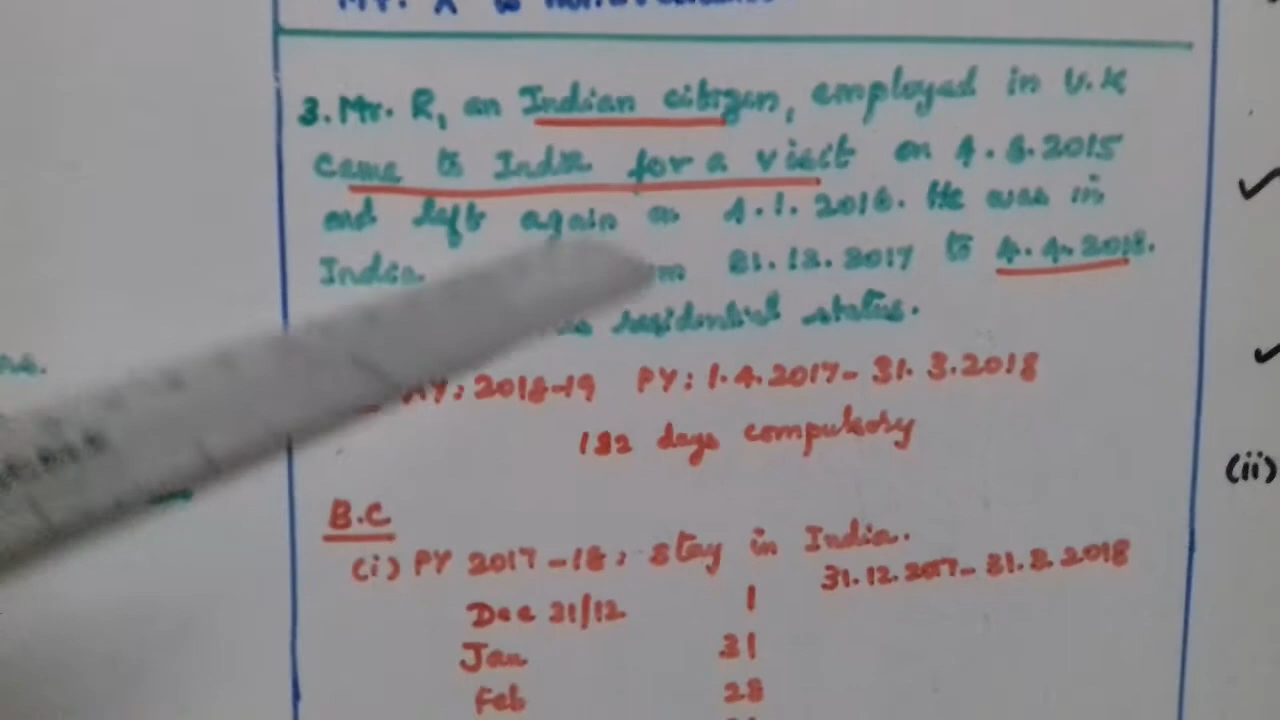 3. Mr. R, an Indian citizen, employed in U.K
came to India for a visit on 4.8.2015
and left again on 4.1.2016. He was in
India 31.12.2017 to 4.4.2018.
residential status.
AY: 2018-19 PY: 1.4.2017- 31.3.2018
182 days compulsory
B.C
(i) PY 2017-18: stay in India.
31.12.2017- 31.3.2018
Dec 31/12 1
Jan 31
Feb 28
(ii)